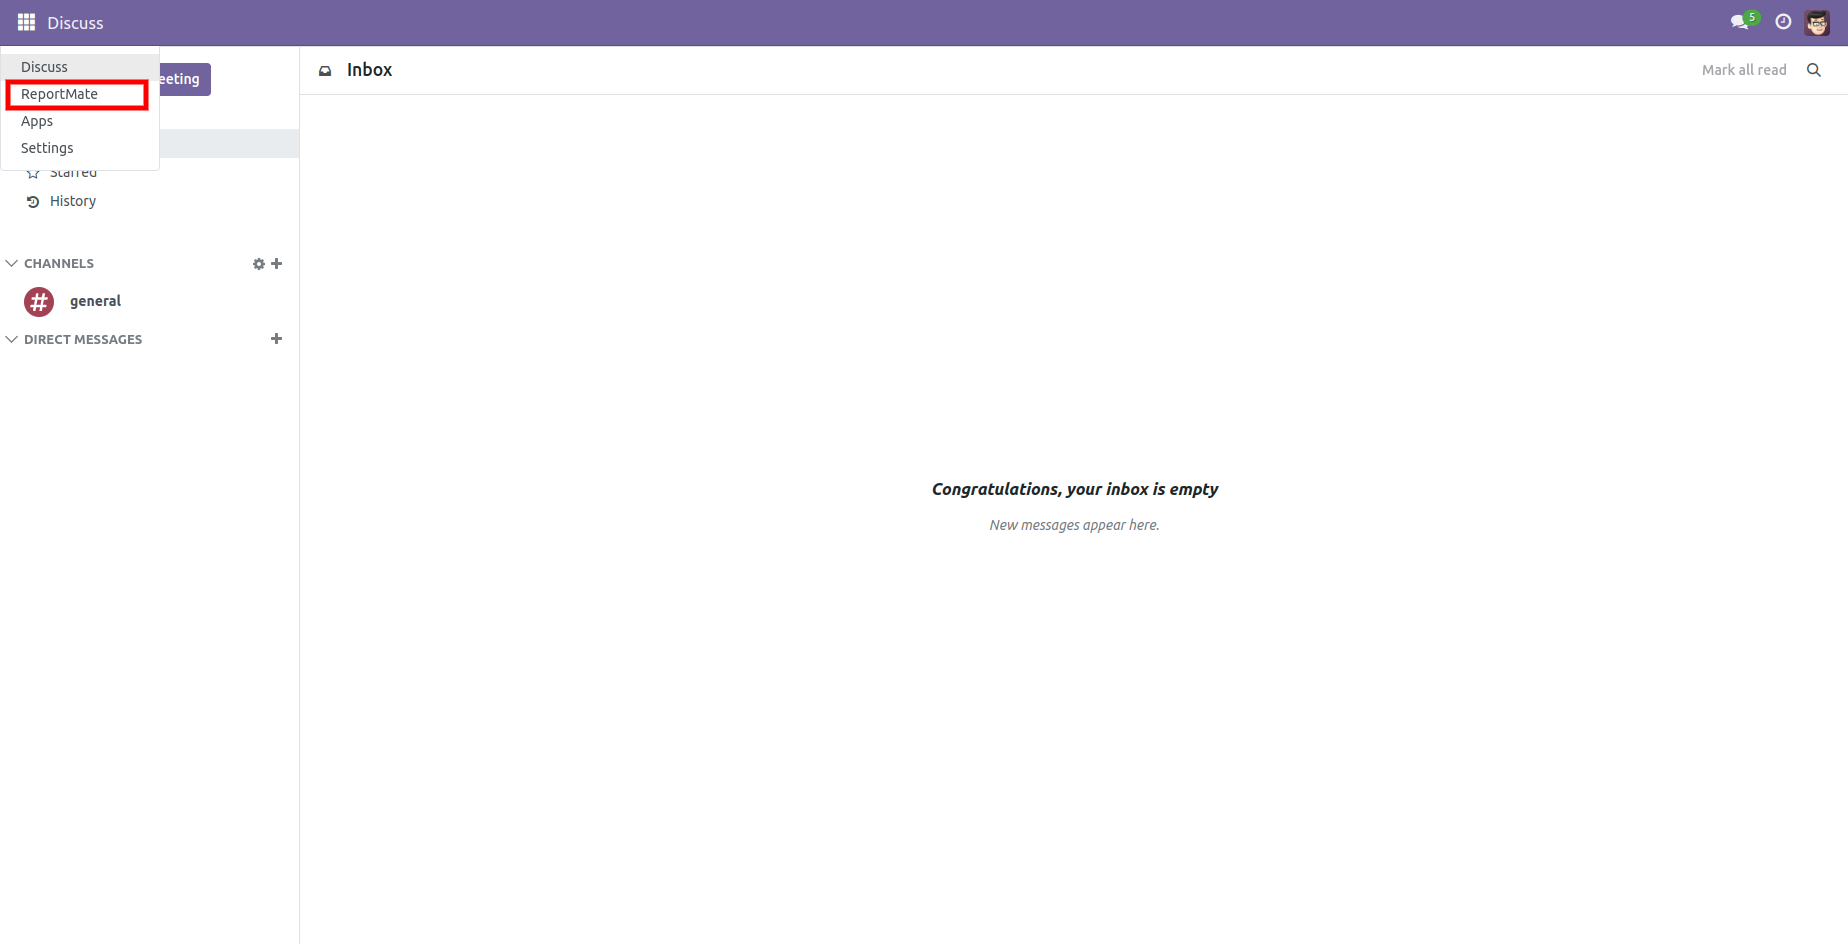 Discuss
5
Discuss
ReportMate
Apps
Settings
eeting
Starred
History
CHANNELS
general
DIRECT MESSAGES
Inbox
Mark all read
Congratulations, your inbox is empty
New messages appear here.